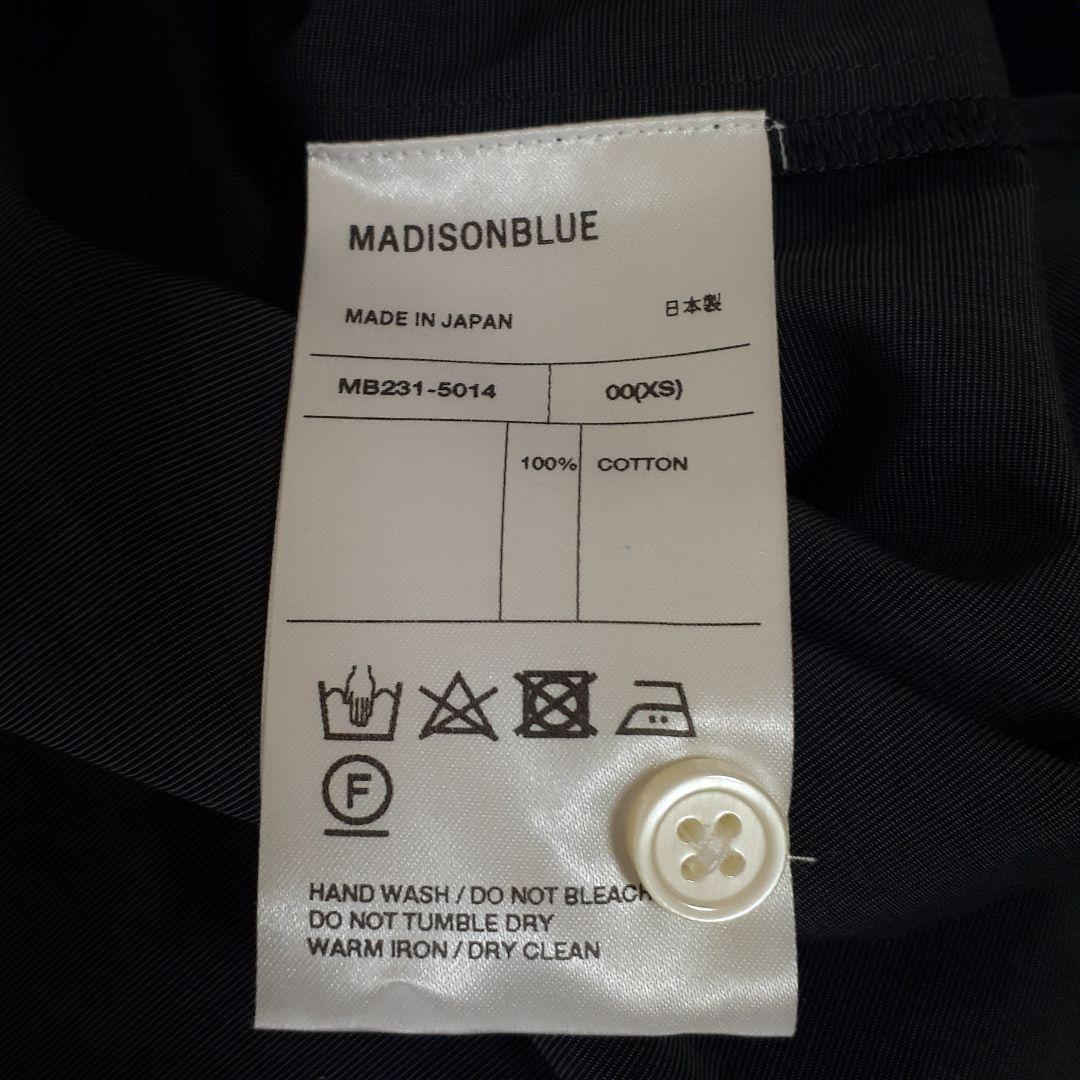 MADISONBLUE
MADE IN JAPAN 日本製
MB231-5014 00(XS)
100% COTTON
F
HAND WASH / DO NOT BLEACH
DO NOT TUMBLE DRY
WARM IRON / DRY CLEAN